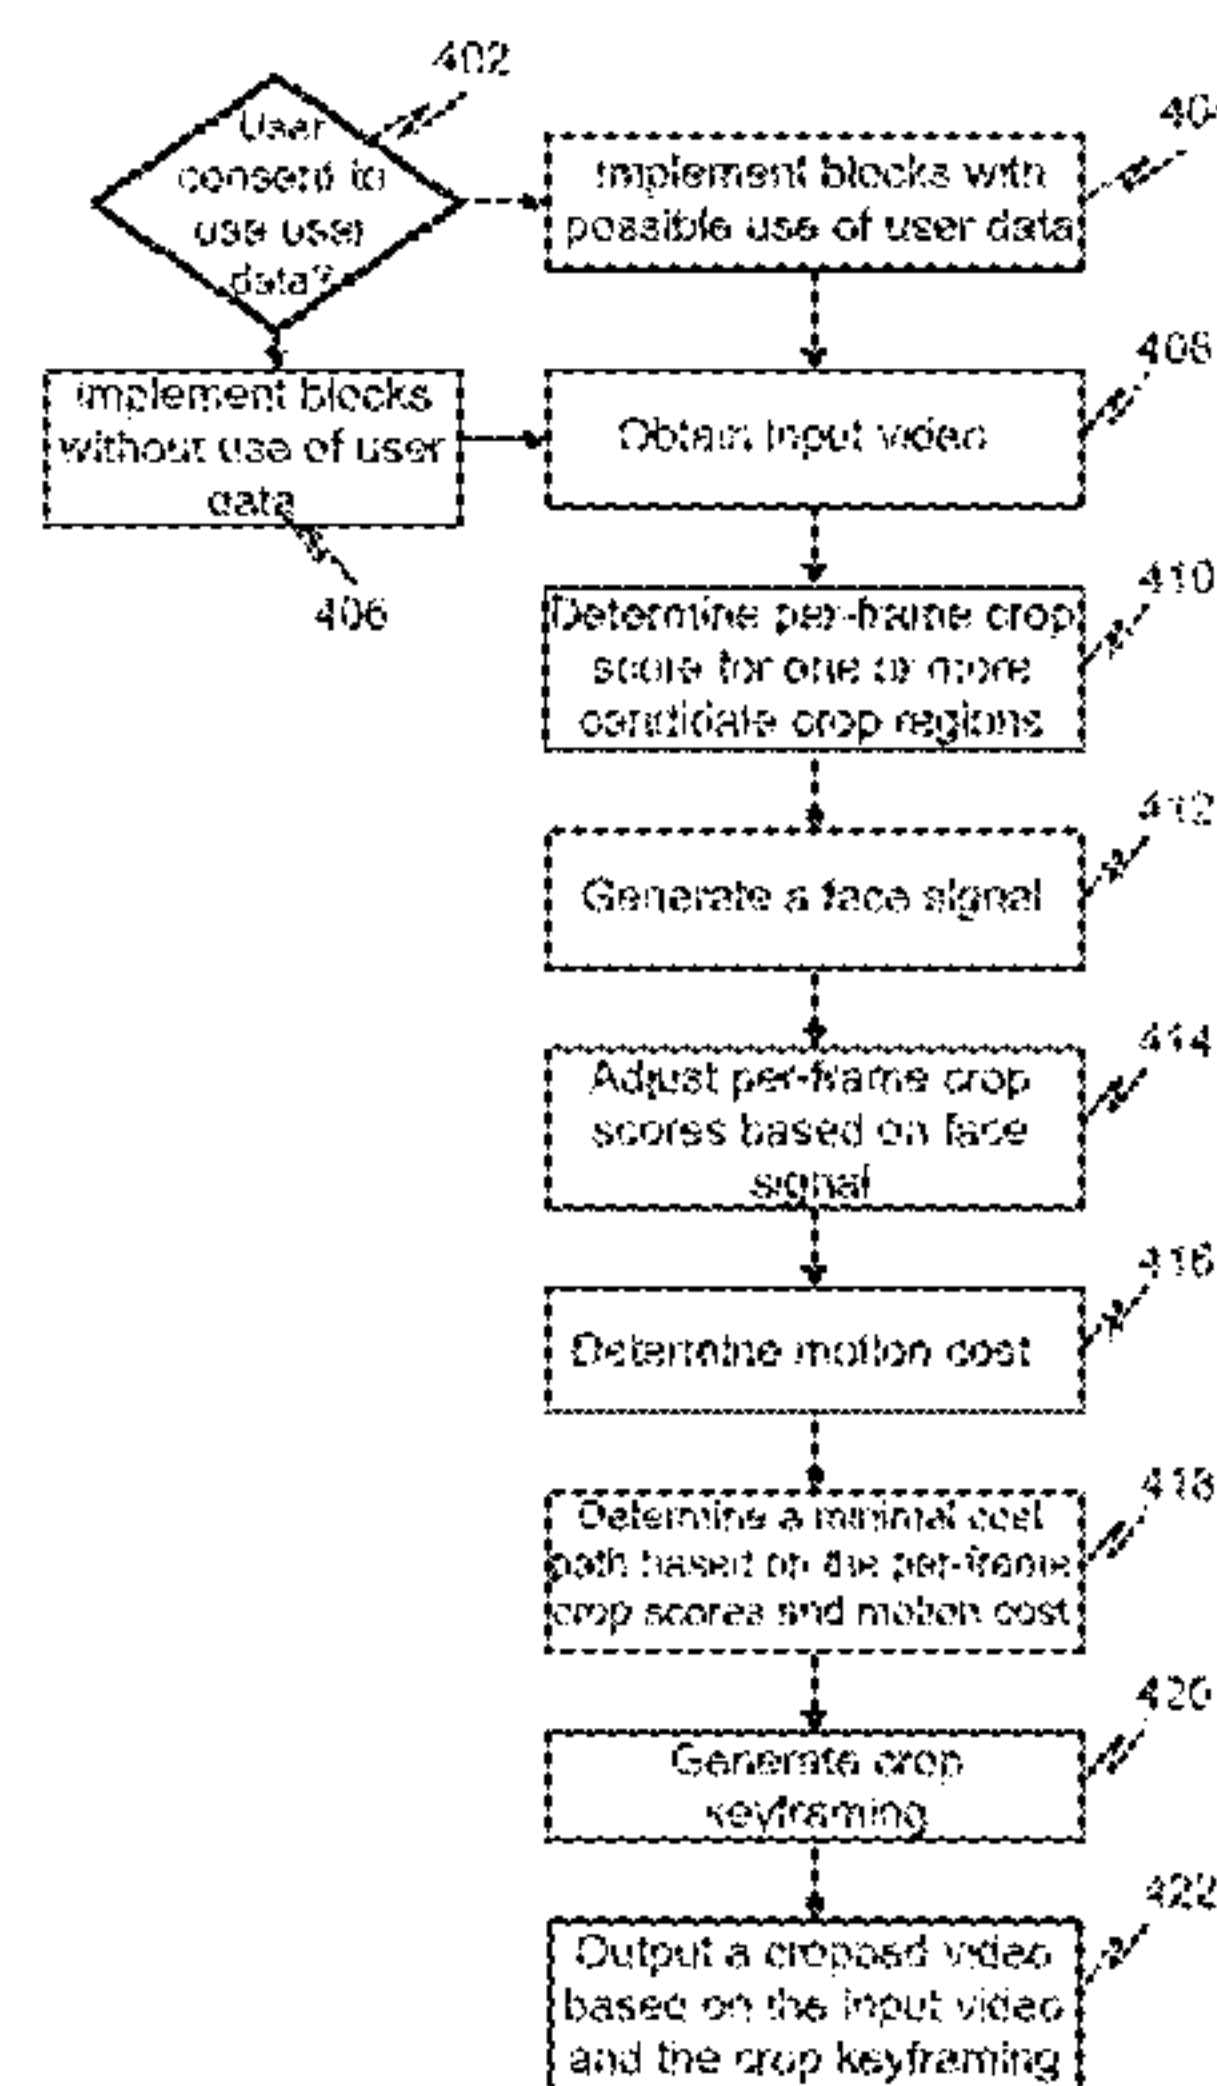 402
User
consent to
use user
data?
Implement blocks with
possible use of user data
Implement blocks
without use of user
data
406
408
Obtain input video
410
Determine per-frame crop
score for one or more
candidate crop regions
412
Generate a face signal
414
Adjust per-frame crop
scores based on face
signal
416
Determine motion cost
418
Determine a minimal cost
path based on the per-frame
crop scores and motion cost
420
Generate crop
keyframing
422
Output a cropped video
based on the input video
and the crop keyframing